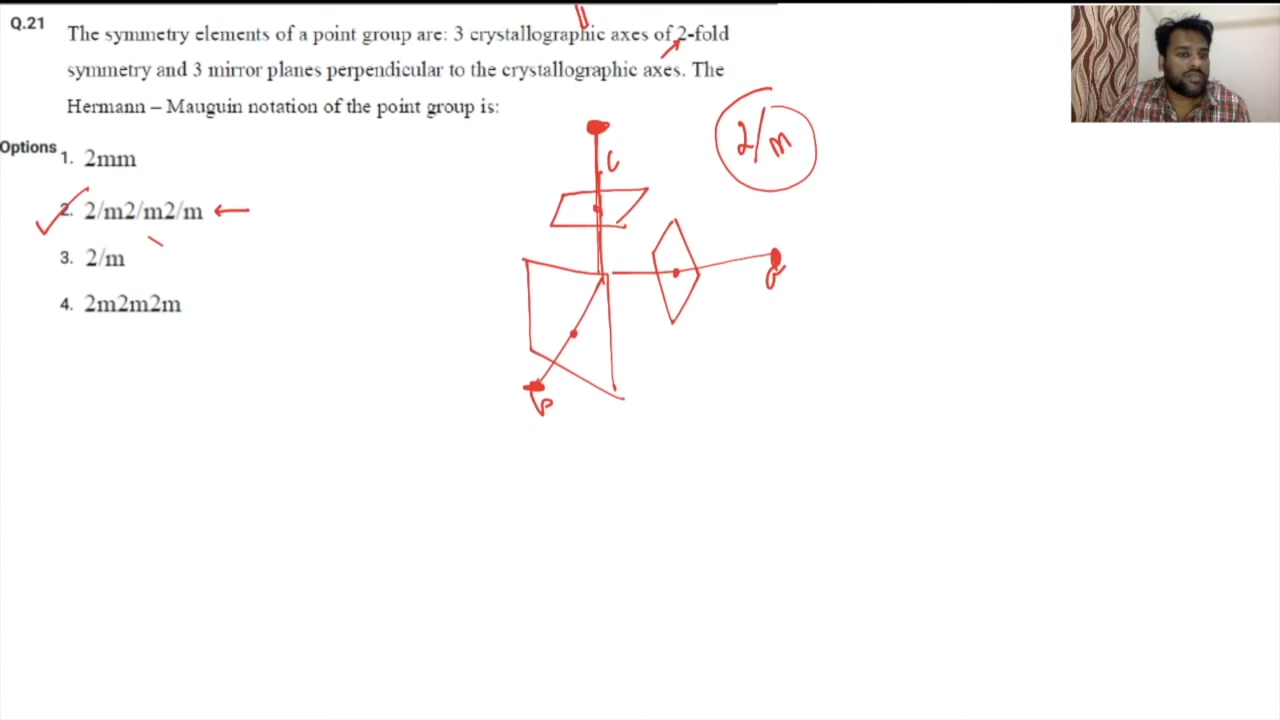 Q.21
The symmetry elements of a point group are: 3 crystallographic axes of 2-fold
symmetry and 3 mirror planes perpendicular to the crystallographic axes. The
Hermann – Mauguin notation of the point group is:
Options
1. 2mm
2. 2/m2/m2/m
3. 2/m
4. 2m2m2m
2/m